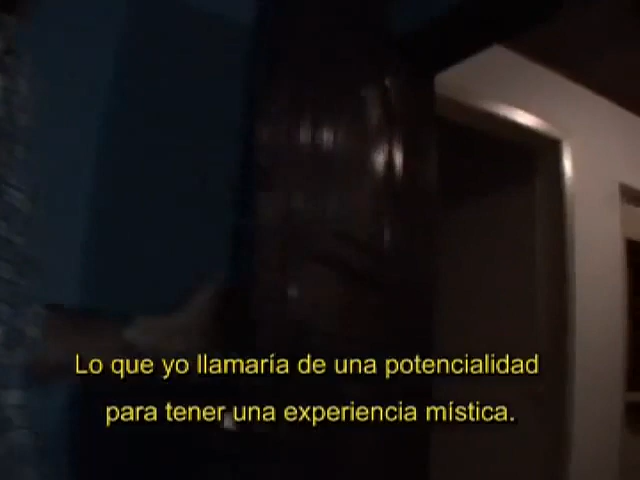 Lo que yo llamaría de una potencialidad
para tener una experiencia mística.